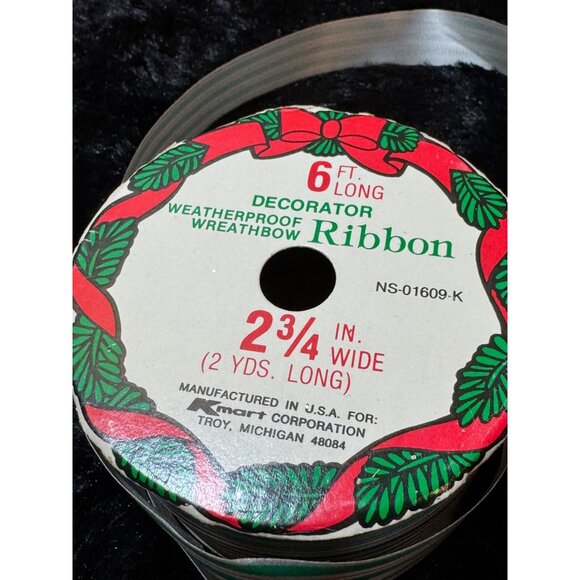 6 FT. LONG
DECORATOR
WEATHERPROOF
WREATHBOW Ribbon
NS-01609-K
2 3/4 IN. WIDE
(2 YDS. LONG)
MANUFACTURED IN U.S.A. FOR:
Kmart CORPORATION
TROY, MICHIGAN 48084